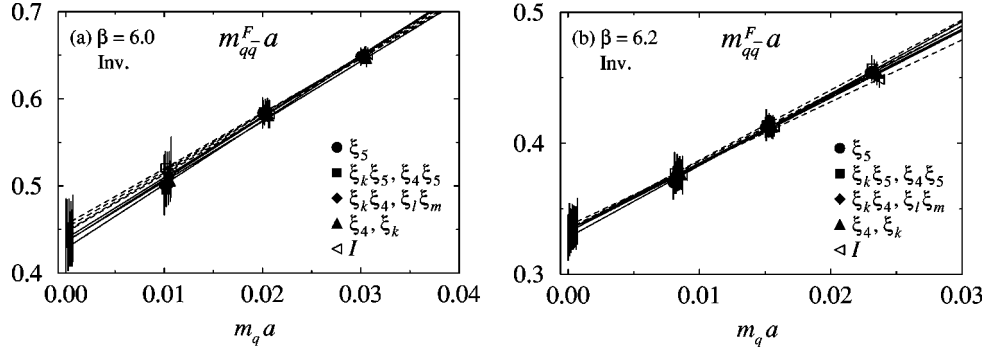 0.7
(a) β = 6.0
Inv.
m^F_{qq̄} a
0.6
0.5
0.4
ξ₅
ξₖξ₅, ξ₄ξ₅
ξₖξ₄, ξₗξₘ
ξ₄, ξₖ
I
0.00 0.01 0.02 0.03 0.04
m_q a
0.5
(b) β = 6.2
Inv.
m^F_{qq̄} a
0.4
0.3
ξ₅
ξₖξ₅, ξ₄ξ₅
ξₖξ₄, ξₗξₘ
ξ₄, ξₖ
I
0.00 0.01 0.02 0.03
m_q a